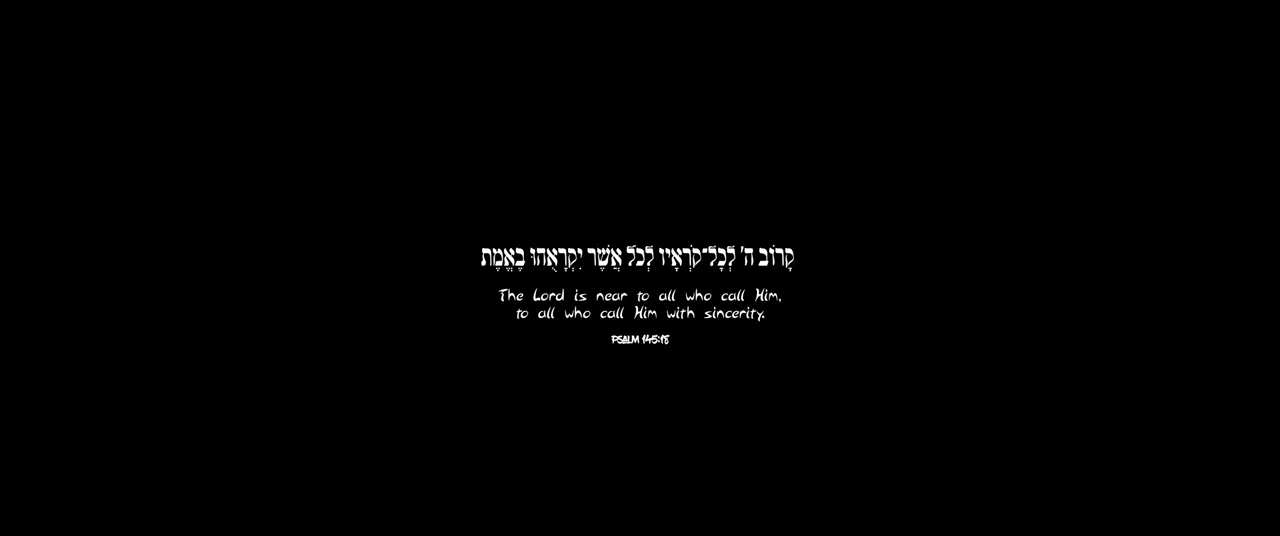 קָרוֹב ה' לְכָל־קֹרְאָיו לְכֹל אֲשֶׁר יִקְרָאֻהוּ בֶאֱמֶת
The Lord is near to all who call Him,
to all who call Him with sincerity.
PSALM 145:18